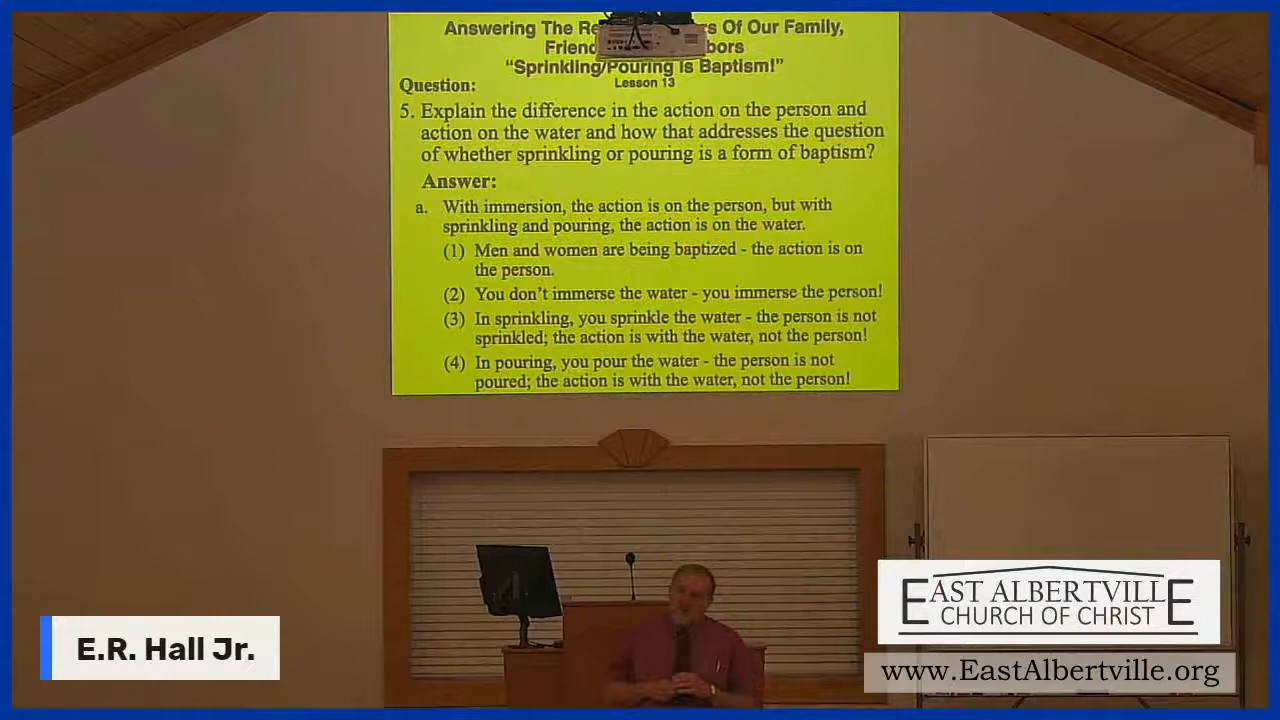 Answering The Re s Of Our Family,
Friend bors
“Sprinkling/Pouring Is Baptism!”
Lesson 13
Question:
5. Explain the difference in the action on the person and
action on the water and how that addresses the question
of whether sprinkling or pouring is a form of baptism?
Answer:
a. With immersion, the action is on the person, but with
sprinkling and pouring, the action is on the water.
(1) Men and women are being baptized - the action is on
the person.
(2) You don’t immerse the water - you immerse the person!
(3) In sprinkling, you sprinkle the water - the person is not
sprinkled; the action is with the water, not the person!
(4) In pouring, you pour the water - the person is not
poured; the action is with the water, not the person!
E.R. Hall Jr.
EAST ALBERTVILLE
CHURCH OF CHRIST
www.EastAlbertville.org